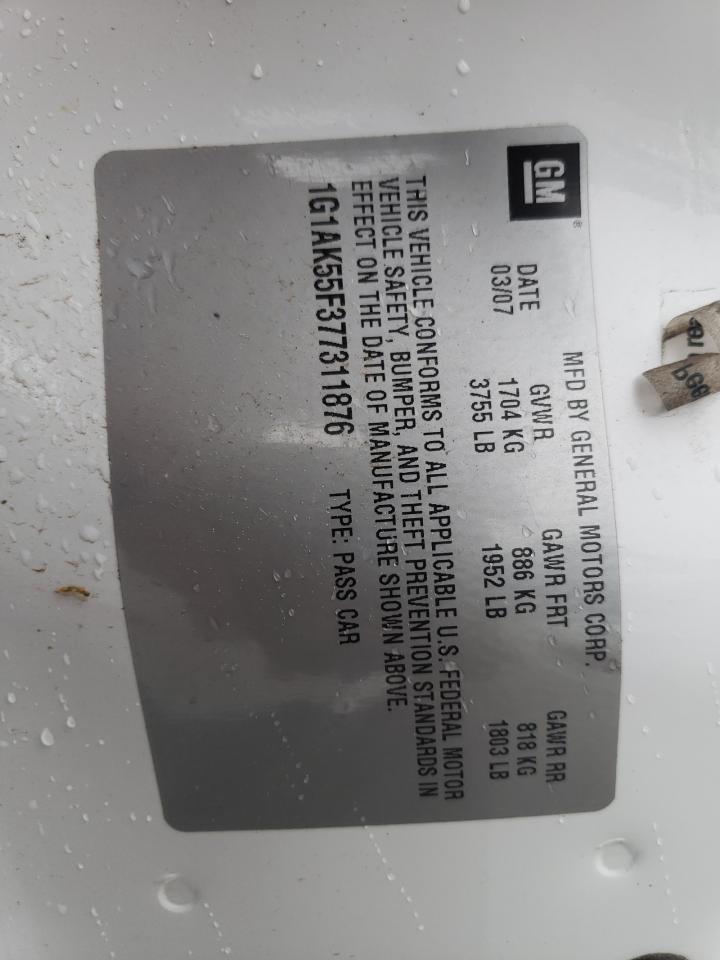 GM®
MFD BY GENERAL MOTORS CORP.
DATE GVWR GAWR FRT GAWR RR
03/07 1704 KG 886 KG 818 KG
3755 LB 1952 LB 1803 LB
THIS VEHICLE CONFORMS TO ALL APPLICABLE U.S. FEDERAL MOTOR
VEHICLE SAFETY, BUMPER, AND THEFT PREVENTION STANDARDS IN
EFFECT ON THE DATE OF MANUFACTURE SHOWN ABOVE.
1G1AK55F377311876 TYPE: PASS CAR